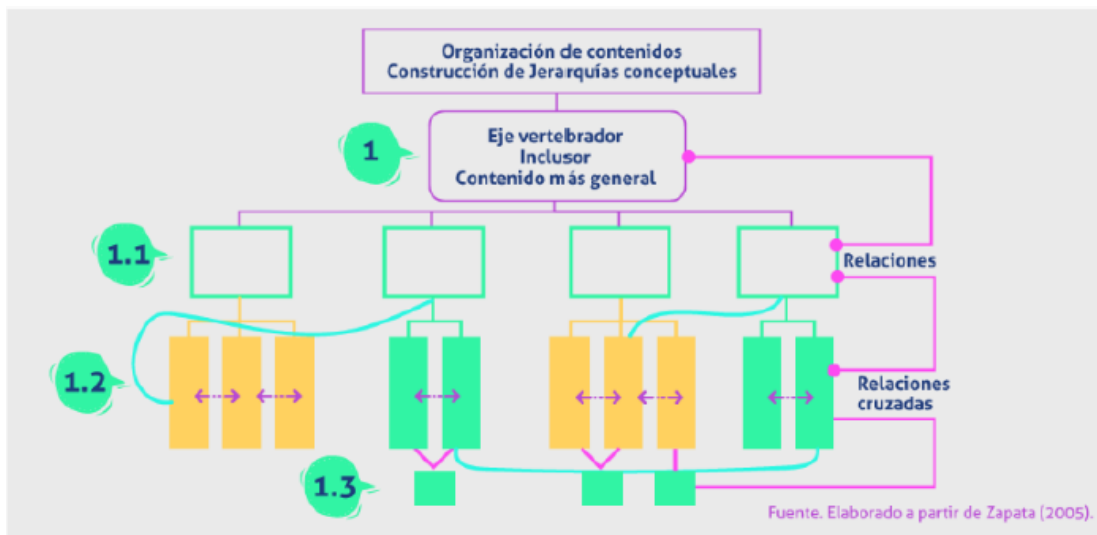 Organización de contenidos
Construcción de Jerarquías conceptuales
1
Eje vertebrador
Inclusor
Contenido más general
1.1
Relaciones
1.2
Relaciones
cruzadas
1.3
Fuente. Elaborado a partir de Zapata (2005).